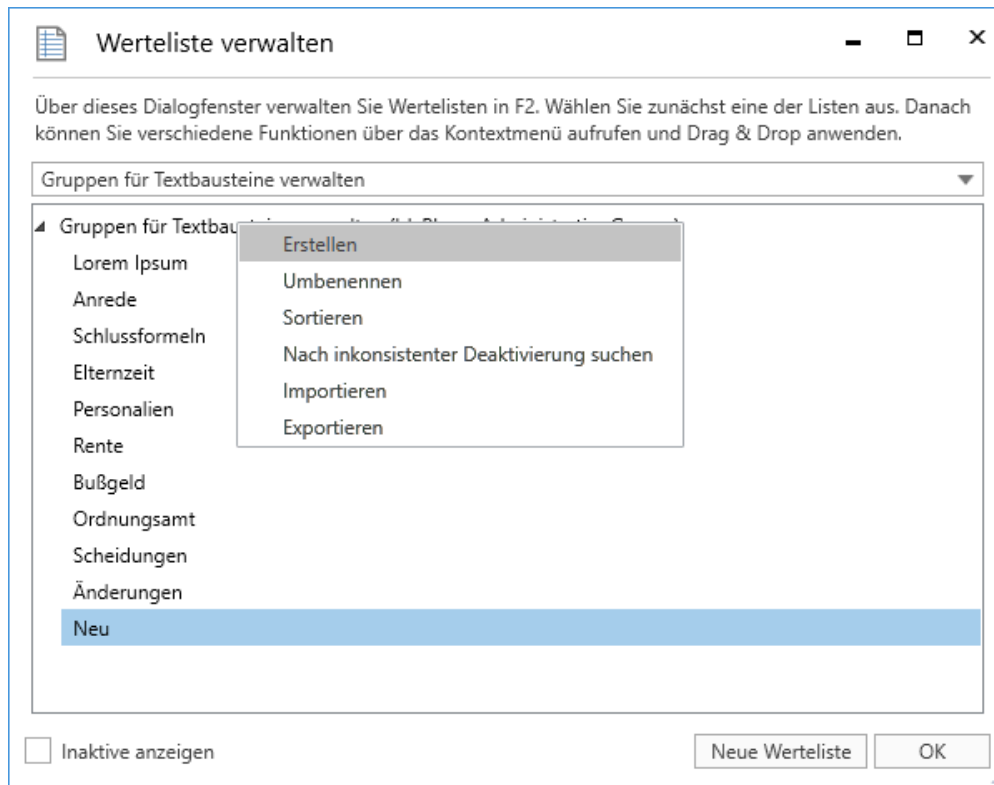 Werteliste verwalten
Über dieses Dialogfenster verwalten Sie Wertelisten in F2. Wählen Sie zunächst eine der Listen aus. Danach
können Sie verschiedene Funktionen über das Kontextmenü aufrufen und Drag & Drop anwenden.
Gruppen für Textbausteine verwalten
Gruppen für
Erstellen
Lorem Ipsum
Umbenennen
Anrede
Sortieren
Schlussformeln
Nach inkonsistenter Deaktivierung suchen
Elternzeit
Importieren
Personalien
Exportieren
Rente
Bußgeld
Ordnungsamt
Scheidungen
Änderungen
Neu
Inaktive anzeigen
Neue Werteliste
OK